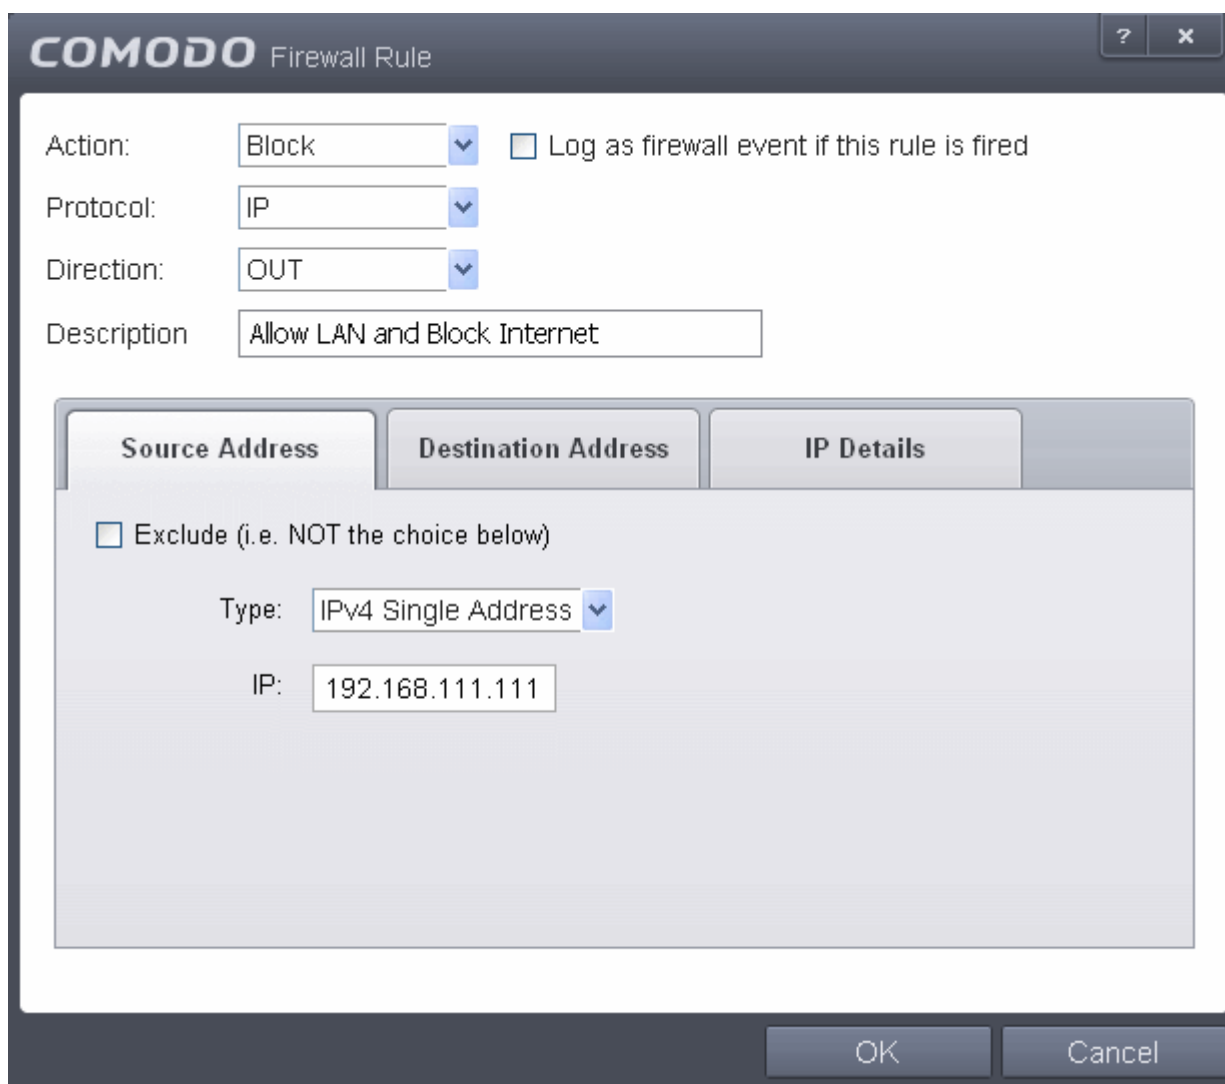 COMODO Firewall Rule ? x
Action: Block Log as firewall event if this rule is fired
Protocol: IP
Direction: OUT
Description Allow LAN and Block Internet
Source Address Destination Address IP Details
Exclude (i.e. NOT the choice below)
Type: IPv4 Single Address
IP: 192.168.111.111
OK Cancel